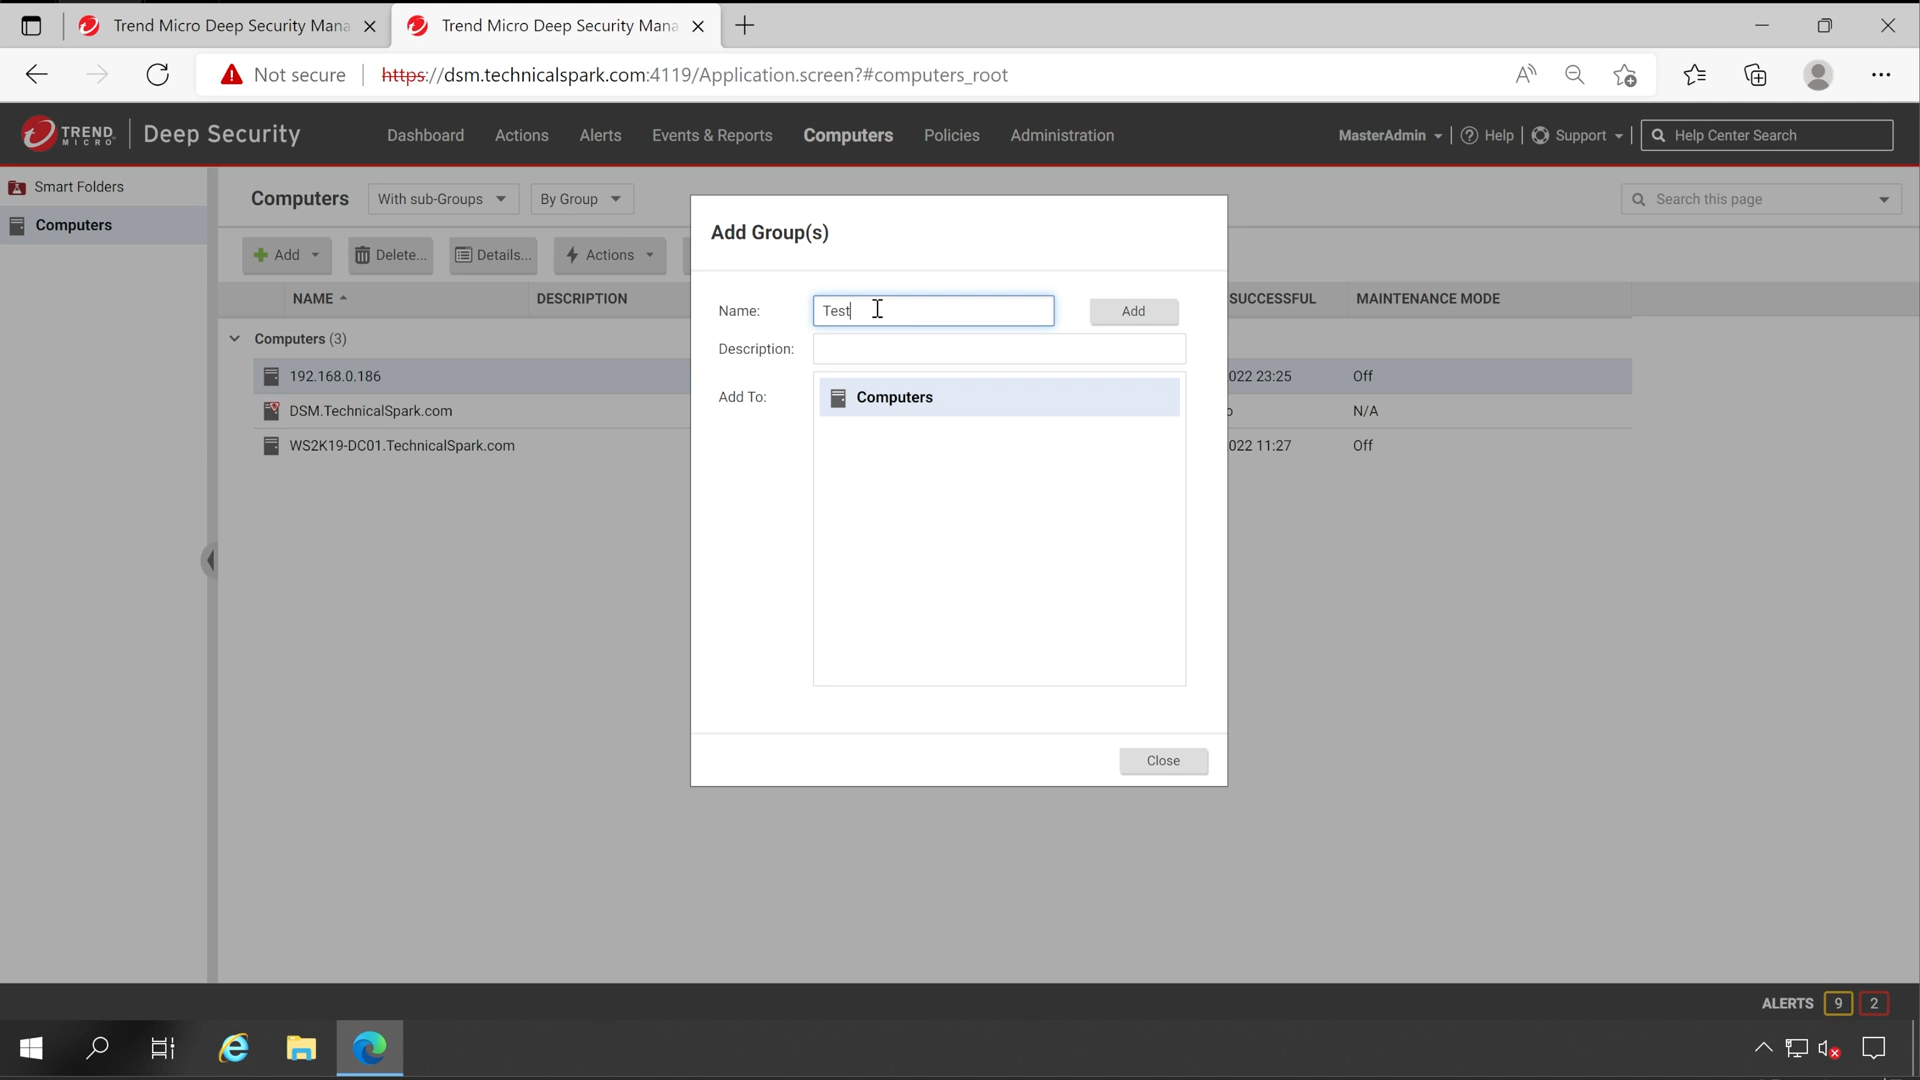 Trend Micro Deep Security Mana
Trend Micro Deep Security Mana
Not secure
https://dsm.technicalspark.com:4119/Application.screen?#computers_root
TREND MICRO
Deep Security
Dashboard
Actions
Alerts
Events & Reports
Computers
Policies
Administration
MasterAdmin
Help
Support
Help Center Search
Smart Folders
Computers
Computers
With sub-Groups
By Group
Search this page
Add
Delete...
Details...
Actions
NAME
DESCRIPTION
SUCCESSFUL
MAINTENANCE MODE
Computers (3)
192.168.0.186
022 23:25
Off
DSM.TechnicalSpark.com
N/A
WS2K19-DC01.TechnicalSpark.com
022 11:27
Off
Add Group(s)
Name:
Test
Add
Description:
Add To:
Computers
Close
ALERTS
9
2